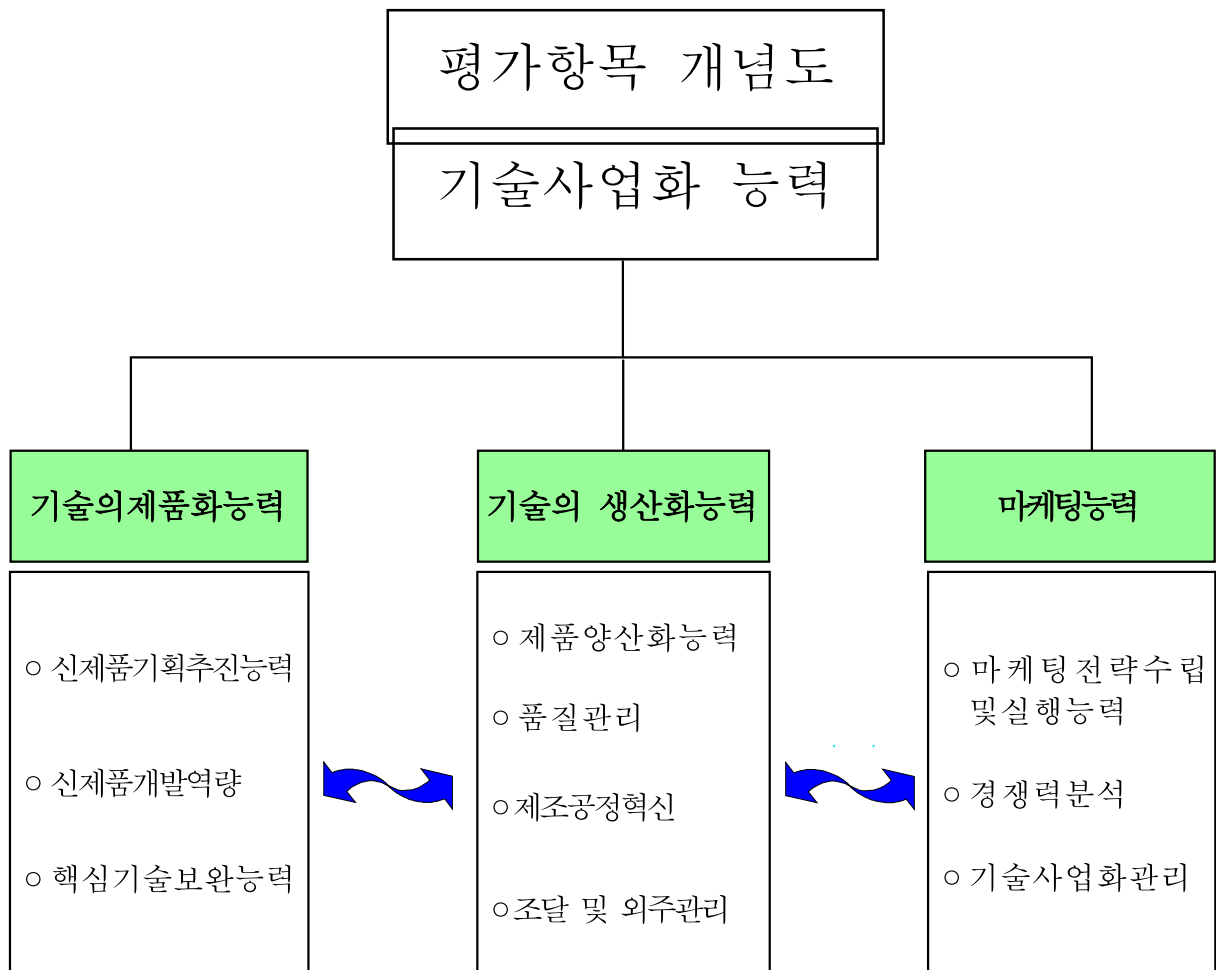 평가항목 개념도
기술사업화 능력
기술의제품화능력
○ 신제품기획추진능력
○ 신제품개발역량
○ 핵심기술보완능력
기술의 생산화능력
○ 제품양산화능력
○ 품질관리
○제조공정혁신
○조달 및 외주관리
마케팅능력
○ 마케팅전략수립
및실행능력
○ 경쟁력분석
○ 기술사업화관리